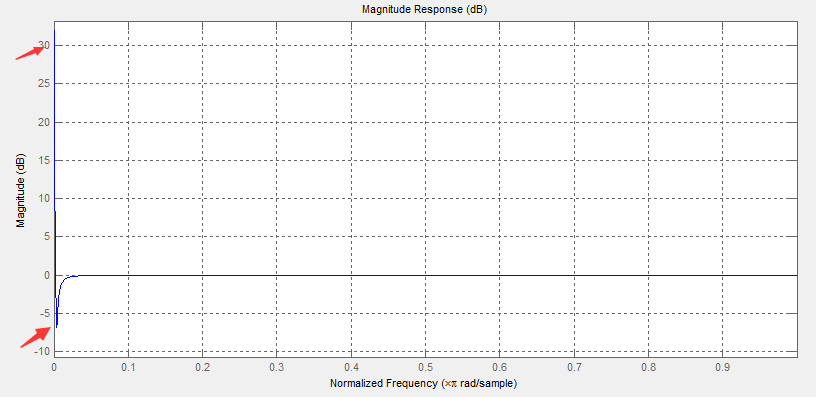 Magnitude Response (dB)
30
25
20
15
10
5
0
-5
-10
Magnitude (dB)
0 0.1 0.2 0.3 0.4 0.5 0.6 0.7 0.8 0.9
Normalized Frequency (×π rad/sample)